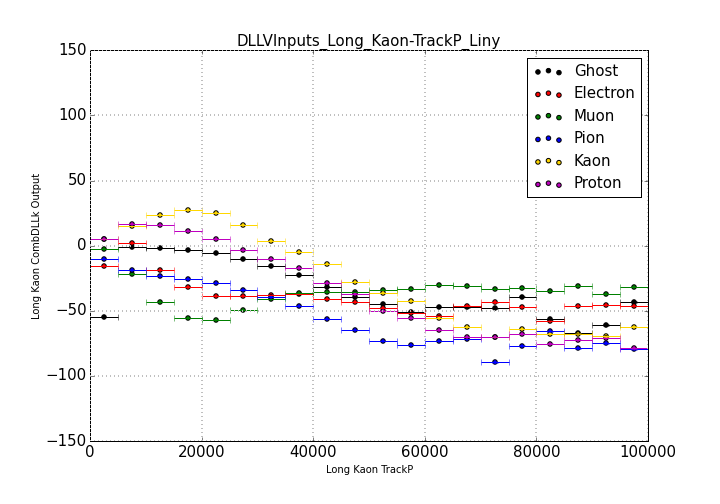 DLLVInputs_Long_Kaon-TrackP_Liny
150
100
50
0
−50
−100
−150
Long Kaon CombDLLk Output
Ghost
Electron
Muon
Pion
Kaon
Proton
0 20000 40000 60000 80000 100000
Long Kaon TrackP